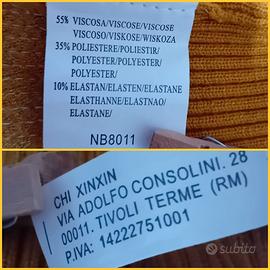 55% VISCOSA/VISCOSE/VISCOSE
VISCOSO/VISKOSE/WISKOZA
35% POLIESTERE/POLIESTIR/
POLYESTER/POLYESTER/
POLYESTER/
10% ELASTAN/ELASTEN/ELASTANE
ELASTHANNE/ELASTNAO/
ELASTANE/
NB8011
CHI XINXIN
VIA ADOLFO CONSOLINI. 28
00011. TIVOLI TERME (RM)
P.IVA: 14222751001
subito